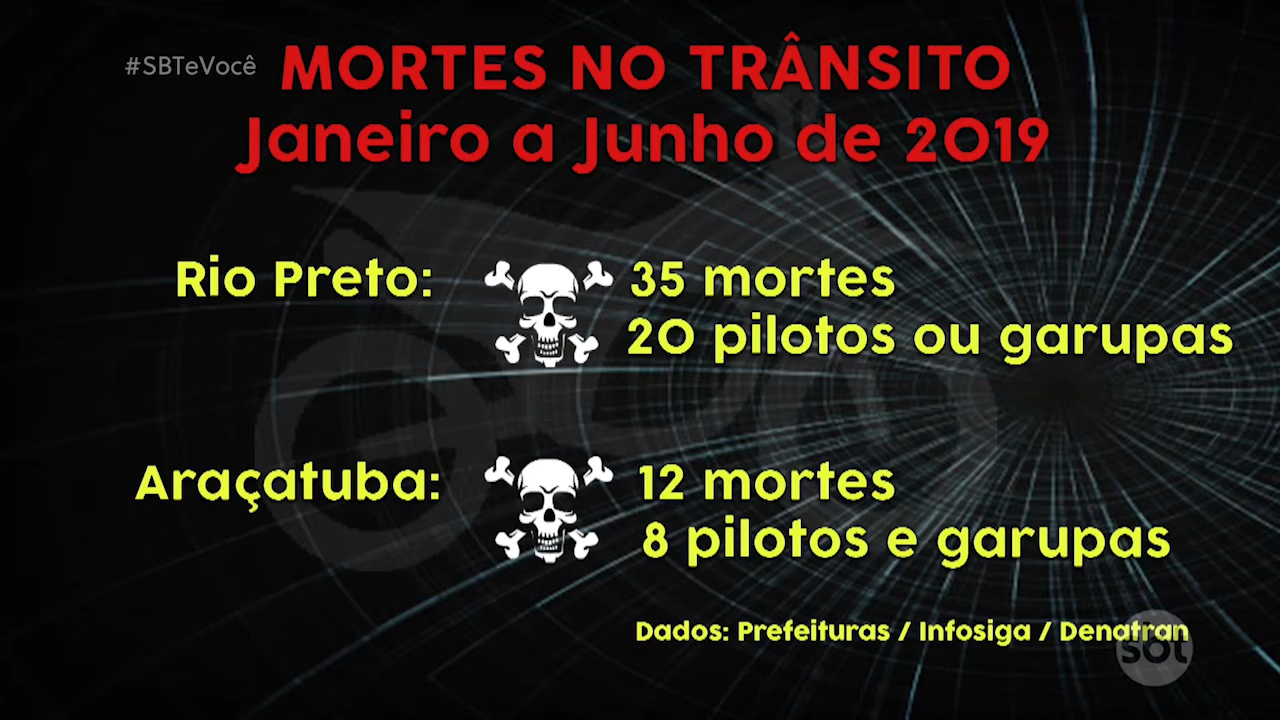 #SBTeVocê
MORTES NO TRÂNSITO
Janeiro a Junho de 2019
Rio Preto:
35 mortes
20 pilotos ou garupas
Araçatuba:
12 mortes
8 pilotos e garupas
Dados: Prefeituras / Infosiga / Denatran
sbt